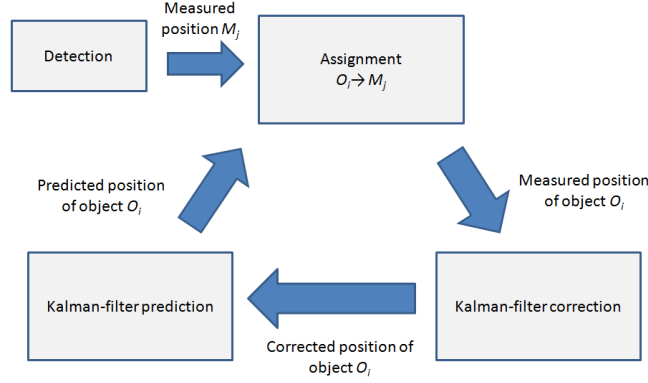 Measured
position Mj
Detection
Assignment
Oi→ Mj
Predicted position
of object Oi
Measured position
of object Oi
Kalman-filter prediction
Kalman-filter correction
Corrected position of
object Oi